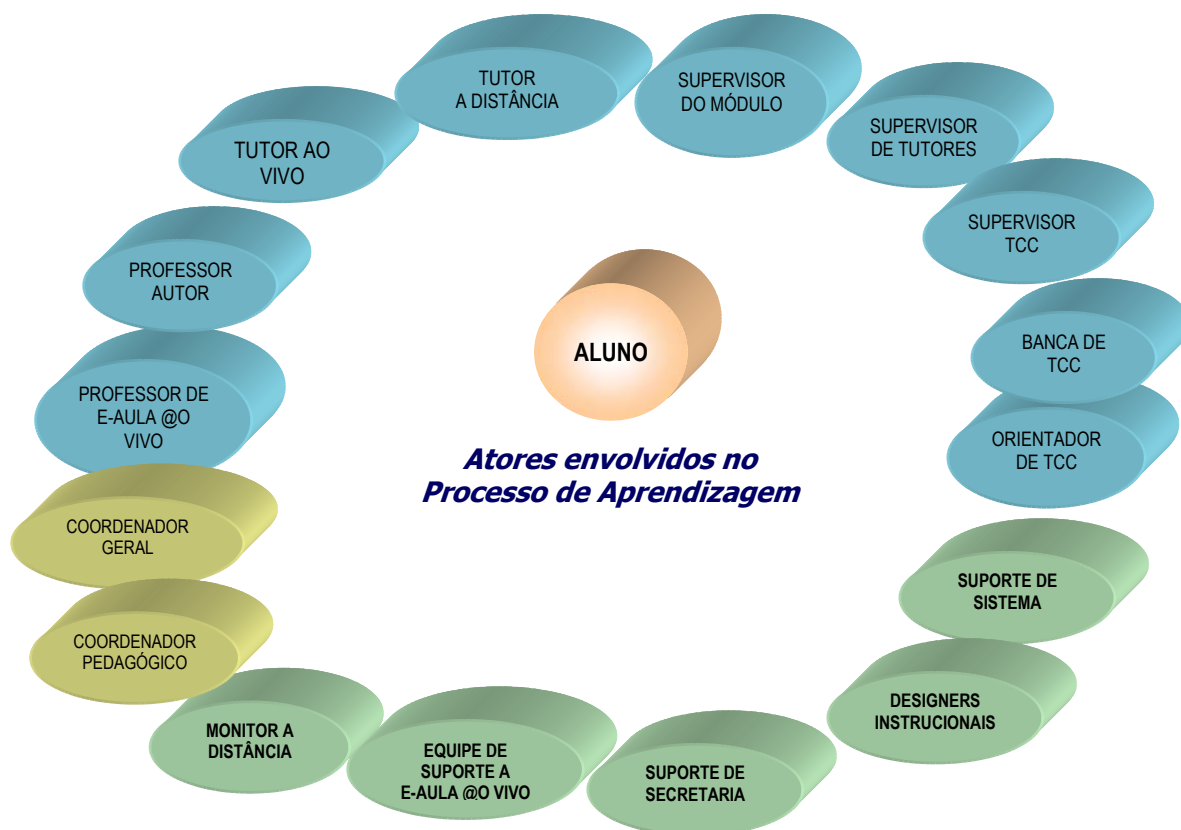 TUTOR
A DISTÂNCIA
SUPERVISOR
DO MÓDULO
SUPERVISOR
DE TUTORES
TUTOR AO
VIVO
SUPERVISOR
TCC
PROFESSOR
AUTOR
ALUNO
BANCA DE
TCC
PROFESSOR DE
E-AULA @O
VIVO
ORIENTADOR
DE TCC
Atores envolvidos no
Processo de Aprendizagem
COORDENADOR
GERAL
SUPORTE DE
SISTEMA
COORDENADOR
PEDAGÓGICO
DESIGNERS
INSTRUCIONAIS
MONITOR A
DISTÂNCIA
EQUIPE DE
SUPORTE A
E-AULA @O VIVO
SUPORTE DE
SECRETARIA